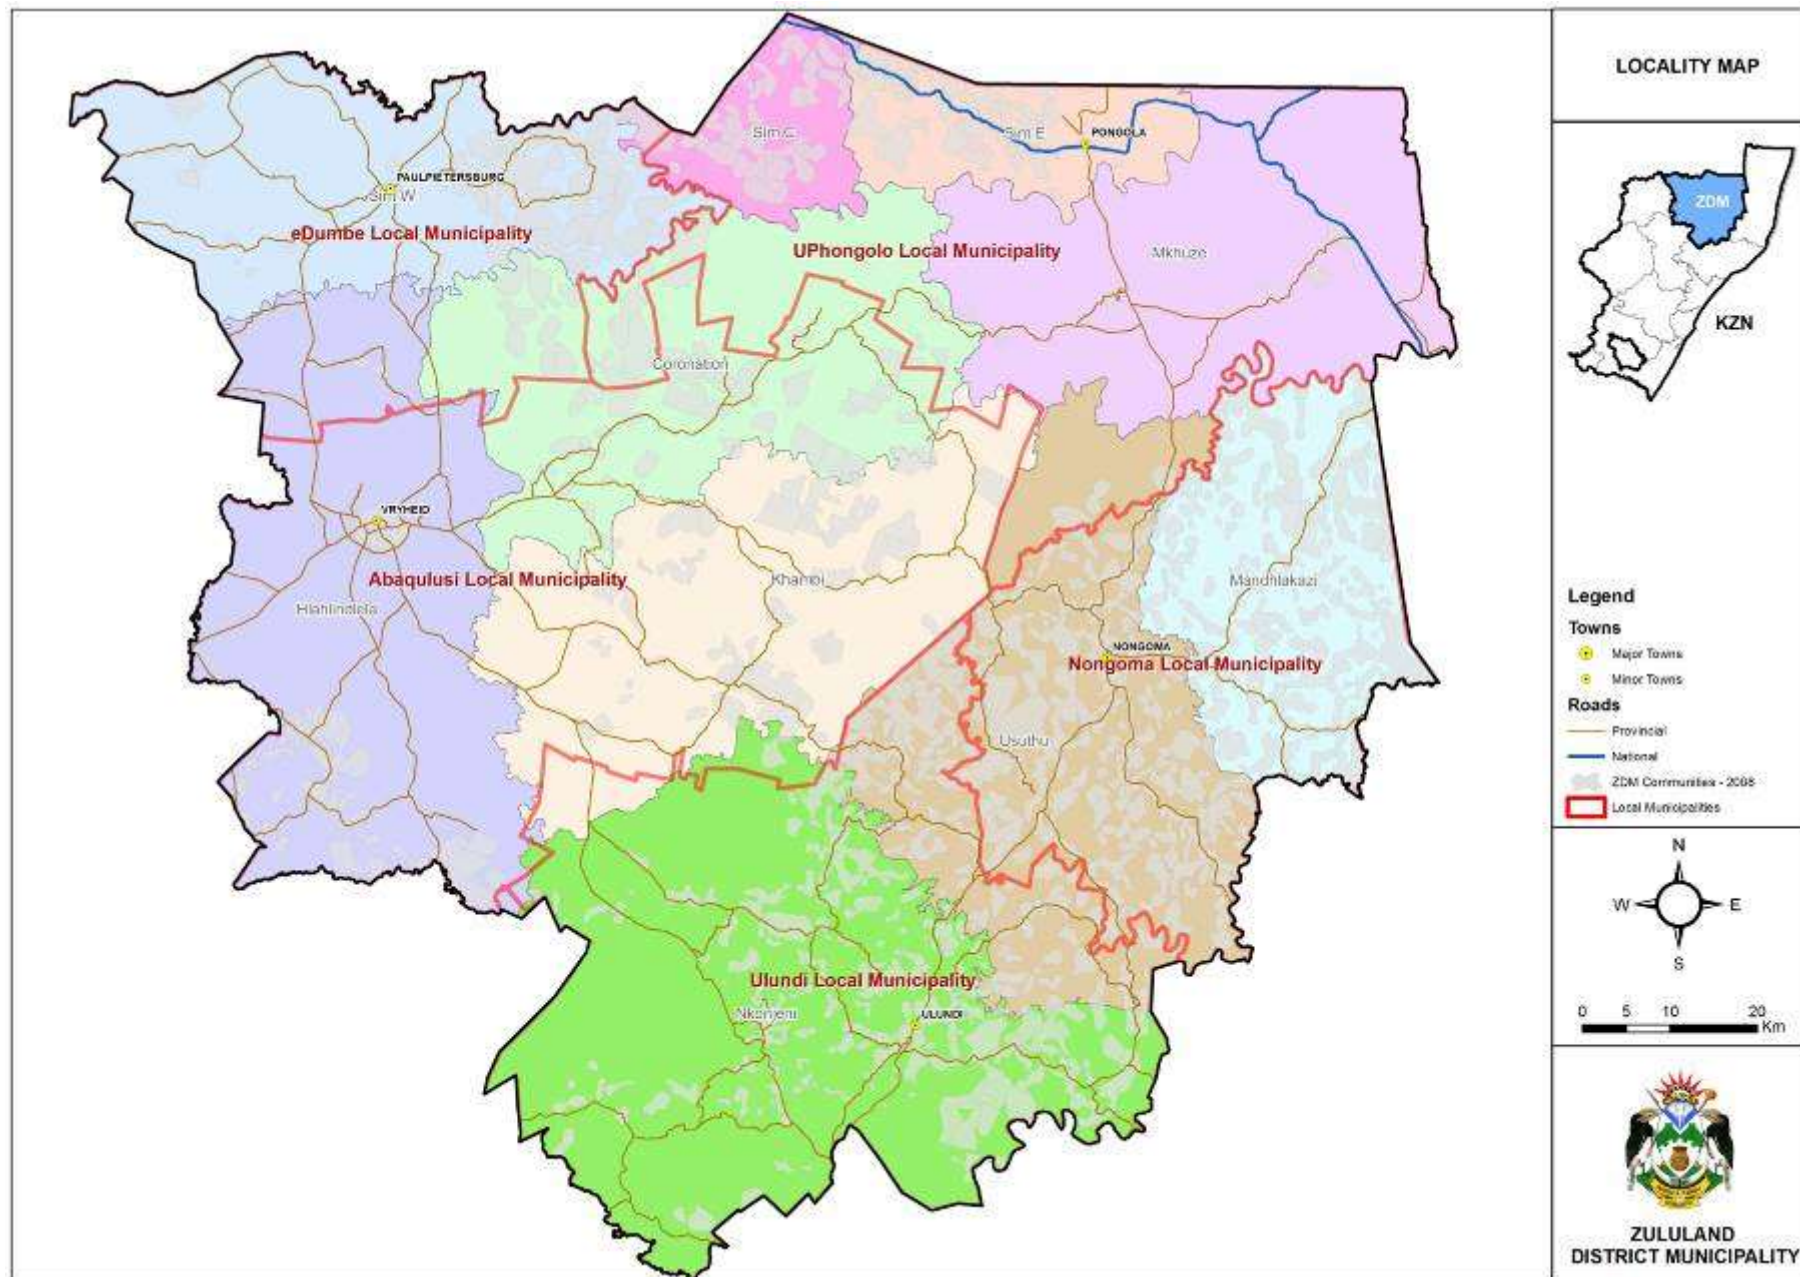 LOCALITY MAP
ZDM
KZN
Legend
Towns
Major Towns
Minor Towns
Roads
Provincial
National
ZDM Communities - 2008
Local Municipalities
N
W
E
S
0 5 10 20
Km
ZULULAND
DISTRICT MUNICIPALITY
Sim C
Sim E
PONGOLA
PAULPIETERSBURG
Sim W
eDumbe Local Municipality
UPhongolo Local Municipality
Mkhuze
Coronation
VRYHEID
Abaqulusi Local Municipality
Khambi
Hlahlindlela
Mandhlakazi
NONGOMA
Nongoma Local Municipality
Usuthu
Ulundi Local Municipality
Nkonjeni
ULUNDI